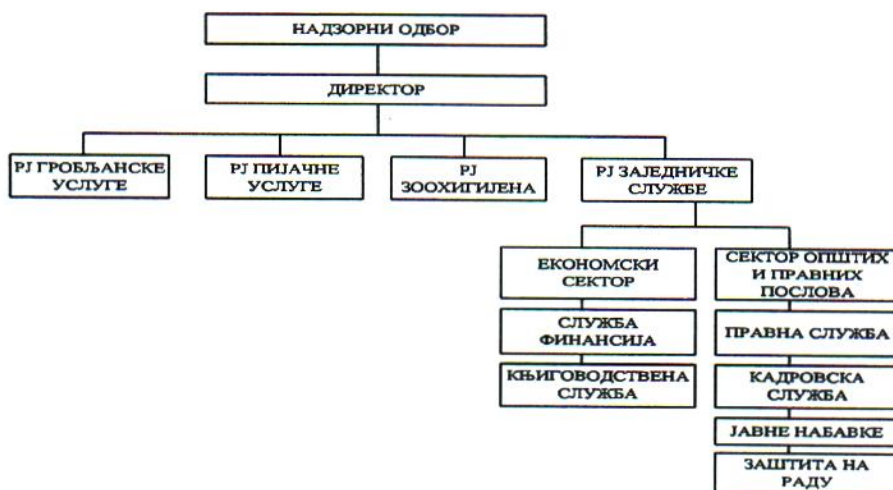 НАДЗОРНИ ОДБОР
ДИРЕКТОР
РЈ ГРОБЉАНСКЕ
УСЛУГЕ
РЈ ПИЈАЧНЕ
УСЛУГЕ
РЈ
ЗООХИГИЈЕНА
РЈ ЗАЈЕДНИЧКЕ
СЛУЖБЕ
ЕКОНОМСКИ
СЕКТОР
СЛУЖБА
ФИНАНСИЈА
КЊИГОВОДСТВЕНА
СЛУЖБА
СЕКТОР ОПШТИХ
И ПРАВНИХ
ПОСЛОВА
ПРАВНА СЛУЖБА
КАДРОВСКА
СЛУЖБА
ЈАВНЕ НАБАВКЕ
ЗАШТИТА НА
РАДУ